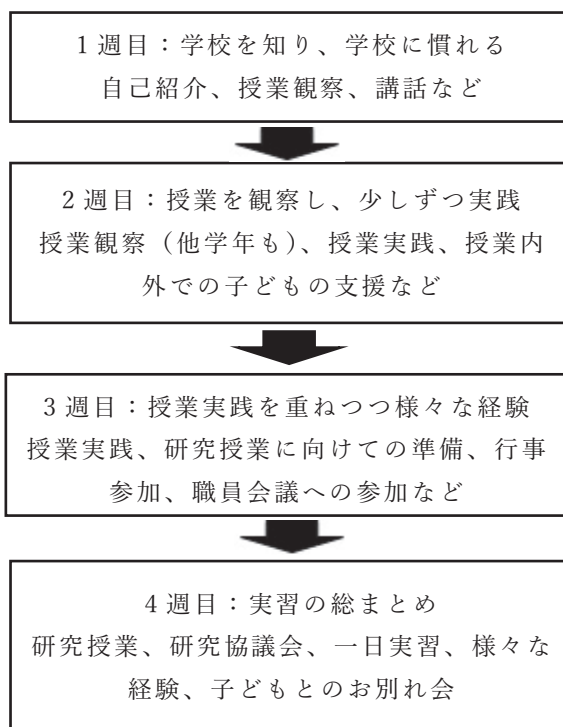 1週目：学校を知り、学校に慣れる
自己紹介、授業観察、講話など
2週目：授業を観察し、少しずつ実践
授業観察（他学年も）、授業実践、授業内
外での子どもの支援など
3週目：授業実践を重ねつつ様々な経験
授業実践、研究授業に向けての準備、行事
参加、職員会議への参加など
4週目：実習の総まとめ
研究授業、研究協議会、一日実習、様々な
経験、子どもとのお別れ会